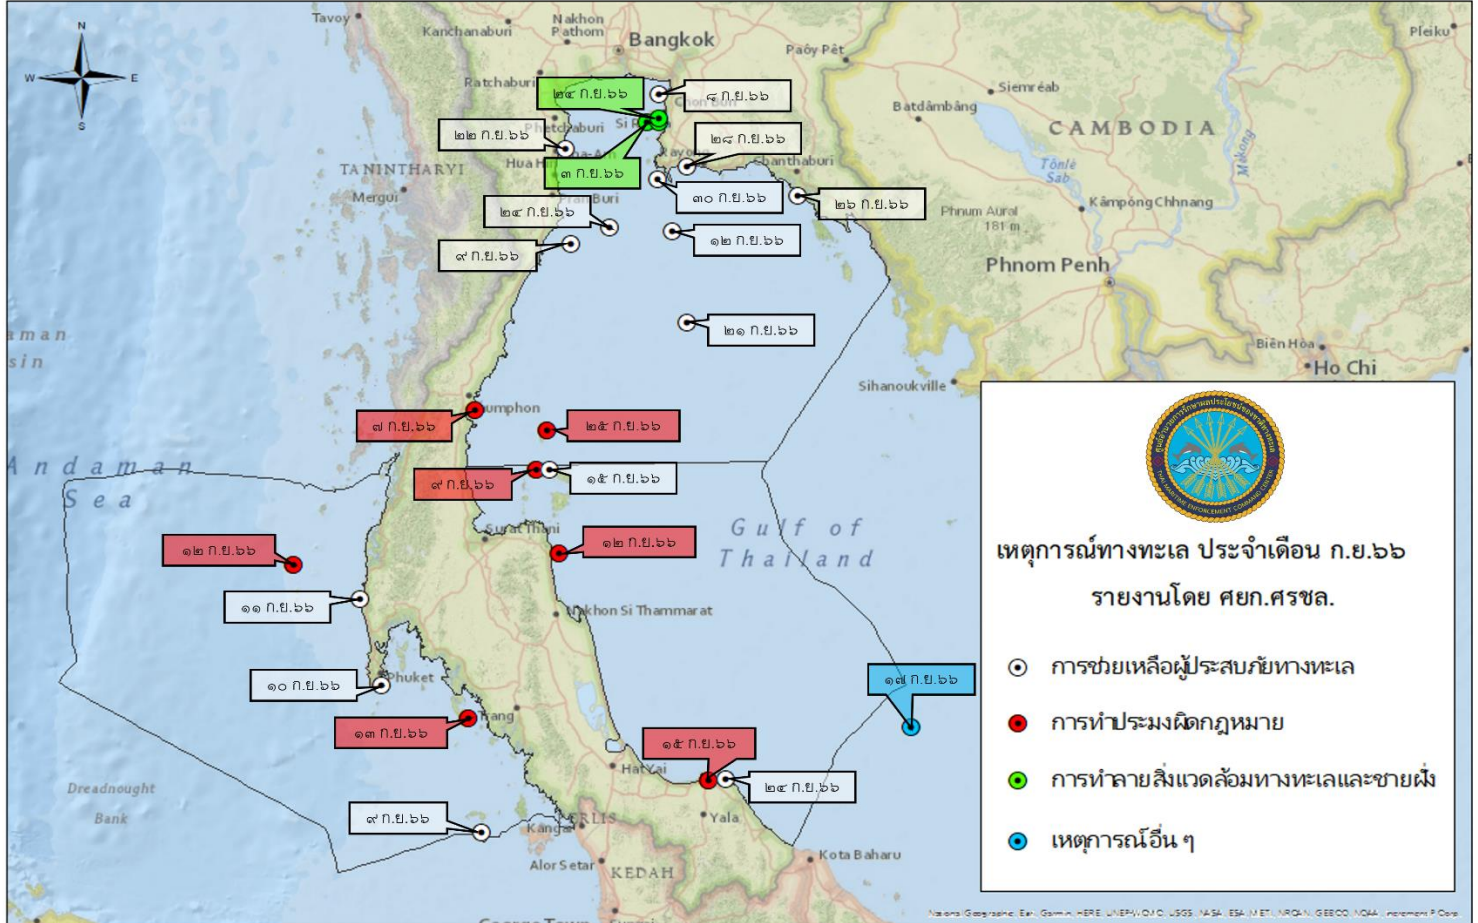 N
W E
S
Tavoy
Kanchanaburi
Nakhon
Pathom
Bangkok
Paôy Pêt
Pleiku
Ratchaburi
๒๔ ก.ย.๖๖
๘ ก.ย.๖๖
Siemréab
Batdâmbâng
CAMBODIA
Mekong
๒๒ ก.ย.๖๖
๒๘ ก.ย.๖๖
Chanthaburi
Tônlé
Sab
TANINTHARYI
Hua Hin
๓ ก.ย.๖๖
Mergui
๓๐ ก.ย.๖๖
๒๖ ก.ย.๖๖
Phnum Aural
181 m
Kâmpóng Chhnang
๒๔ ก.ย.๖๖
Pran Buri
๑๒ ก.ย.๖๖
๙ ก.ย.๖๖
Phnom Penh
๒๑ ก.ย.๖๖
Biên Hòa
Ho Chi
Sihanoukville
๗ ก.ย.๖๖
๒๕ ก.ย.๖๖
Andaman
Sea
๙ ก.ย.๖๖
๑๕ ก.ย.๖๖
Surat Thani
Gulf of
Thailand
๑๒ ก.ย.๖๖
๑๒ ก.ย.๖๖
๑๑ ก.ย.๖๖
Nakhon Si Thammarat
๑๐ ก.ย.๖๖
Phuket
๑๗ ก.ย.๖๖
๑๓ ก.ย.๖๖
Trang
๑๕ ก.ย.๖๖
Hat Yai
๒๔ ก.ย.๖๖
Dreadnought
Bank
๙ ก.ย.๖๖
Kangar
PERLIS
Yala
Alor Setar
KEDAH
Kota Baharu
George Town
THAI MARITIME ENFORCEMENT COMMAND CENTER
เหตุการณ์ทางทะเล ประจำเดือน ก.ย.๖๖
รายงานโดย ศยก.ศรชล.
การช่วยเหลือผู้ประสบภัยทางทะเล
การทำประมงผิดกฎหมาย
การทำลายสิ่งแวดล้อมทางทะเลและชายฝั่ง
เหตุการณ์อื่น ๆ